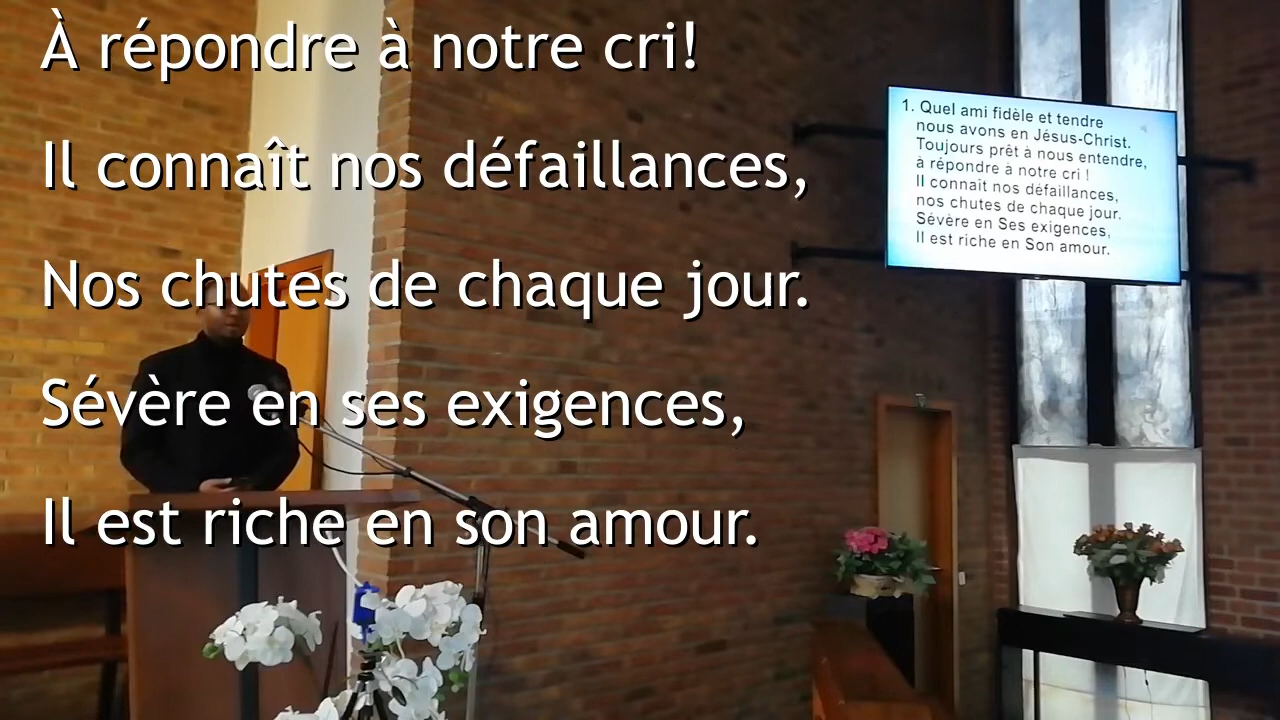 À répondre à notre cri!
Il connaît nos défaillances,
Nos chutes de chaque jour.
Sévère en ses exigences,
Il est riche en son amour.
1. Quel ami fidèle et tendre
nous avons en Jésus-Christ.
Toujours prêt à nous entendre,
à répondre à notre cri !
Il connait nos défaillances,
nos chutes de chaque jour.
Sévère en Ses exigences,
Il est riche en Son amour.